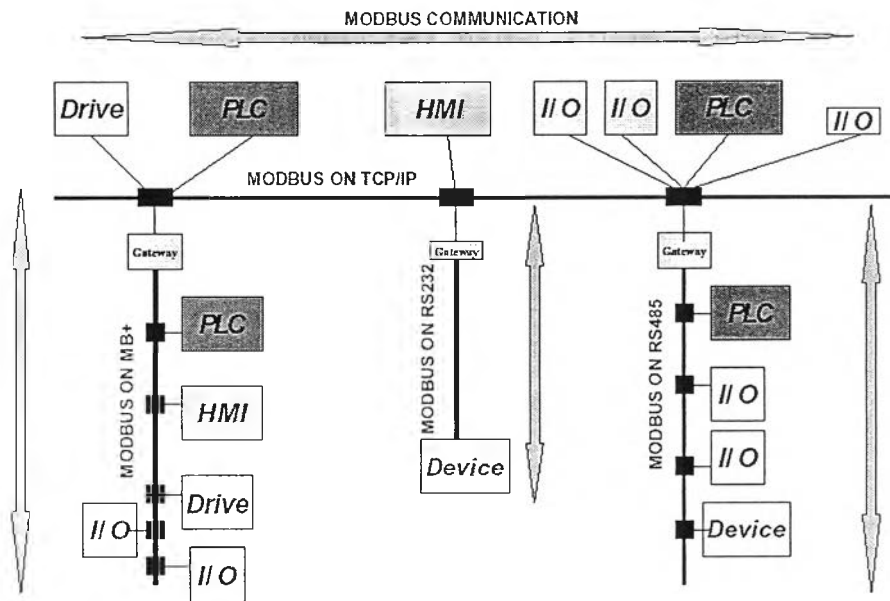 MODBUS COMMUNICATION
Drive
PLC
HMI
I/O
I/O
PLC
I/O
MODBUS ON TCP/IP
Gateway
Gateway
Gateway
MODBUS ON MB+
PLC
HMI
Drive
I/O
I/O
MODBUS ON RS232
Device
MODBUS ON RS485
PLC
I/O
I/O
Device